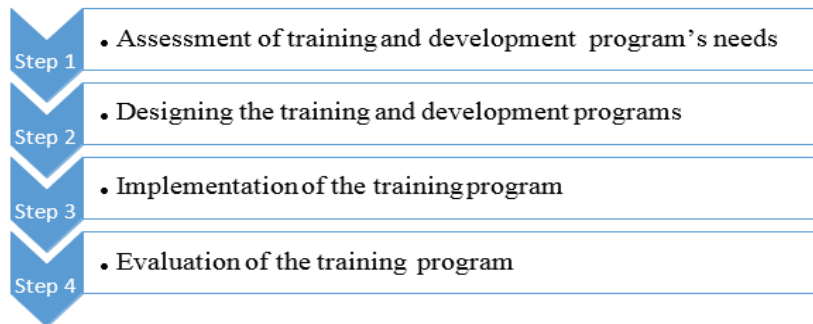 Step 1
• Assessment of training and development program’s needs
Step 2
• Designing the training and development programs
Step 3
• Implementation of the training program
Step 4
• Evaluation of the training program